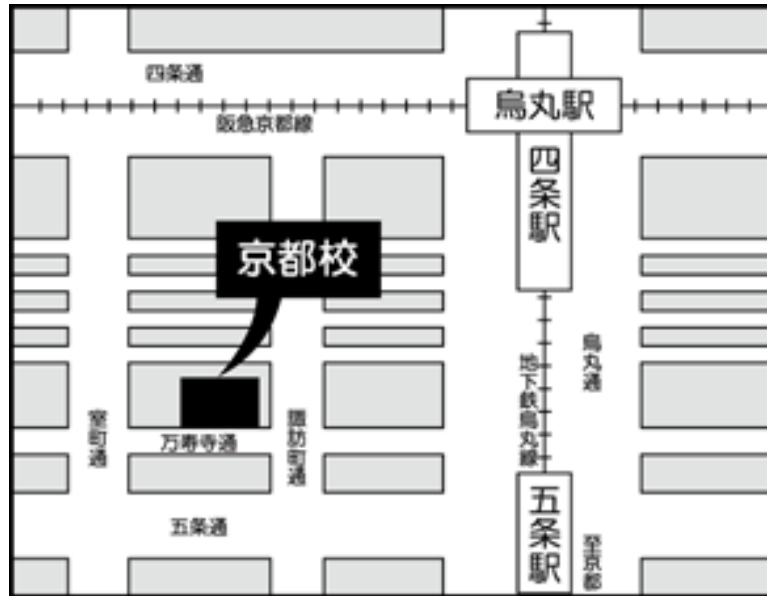 四条通
烏丸駅
阪急京都線
四条駅
京都校
烏丸通
地下鉄烏丸線
室町通
諏訪町通
万寿寺通
五条通
五条駅
至京都